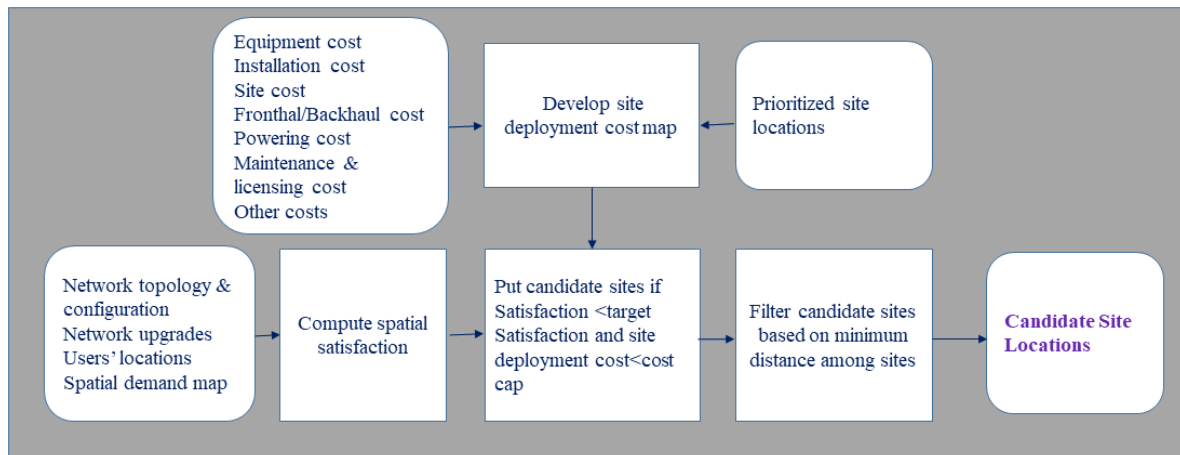 Equipment cost
Installation cost
Site cost
Fronthal/Backhaul cost
Powering cost
Maintenance &
licensing cost
Other costs
Develop site
deployment cost map
Prioritized site
locations
Network topology &
configuration
Network upgrades
Users’ locations
Spatial demand map
Compute spatial
satisfaction
Put candidate sites if
Satisfaction <target
Satisfaction and site
deployment cost<cost
cap
Filter candidate sites
based on minimum
distance among sites
Candidate Site
Locations